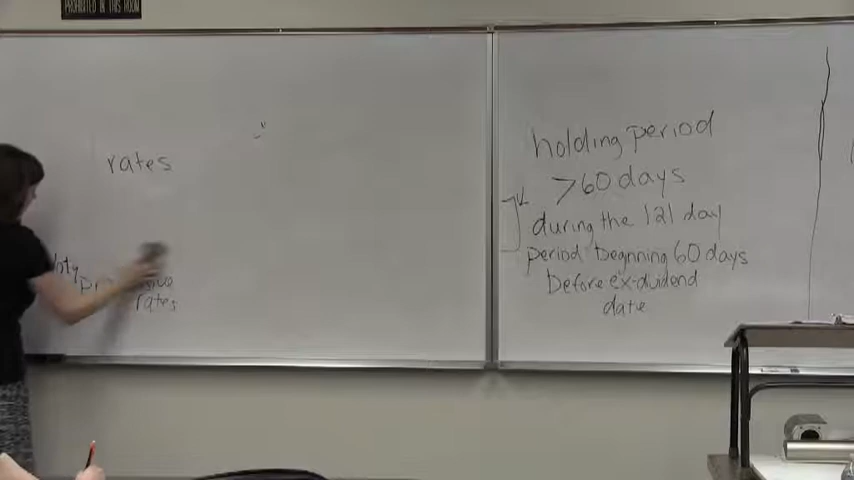 PROHIBITED IN THIS ROOM
rates
rates
holding period
>60 days
during the 121 day
period beginning 60 days
before ex-dividend
date